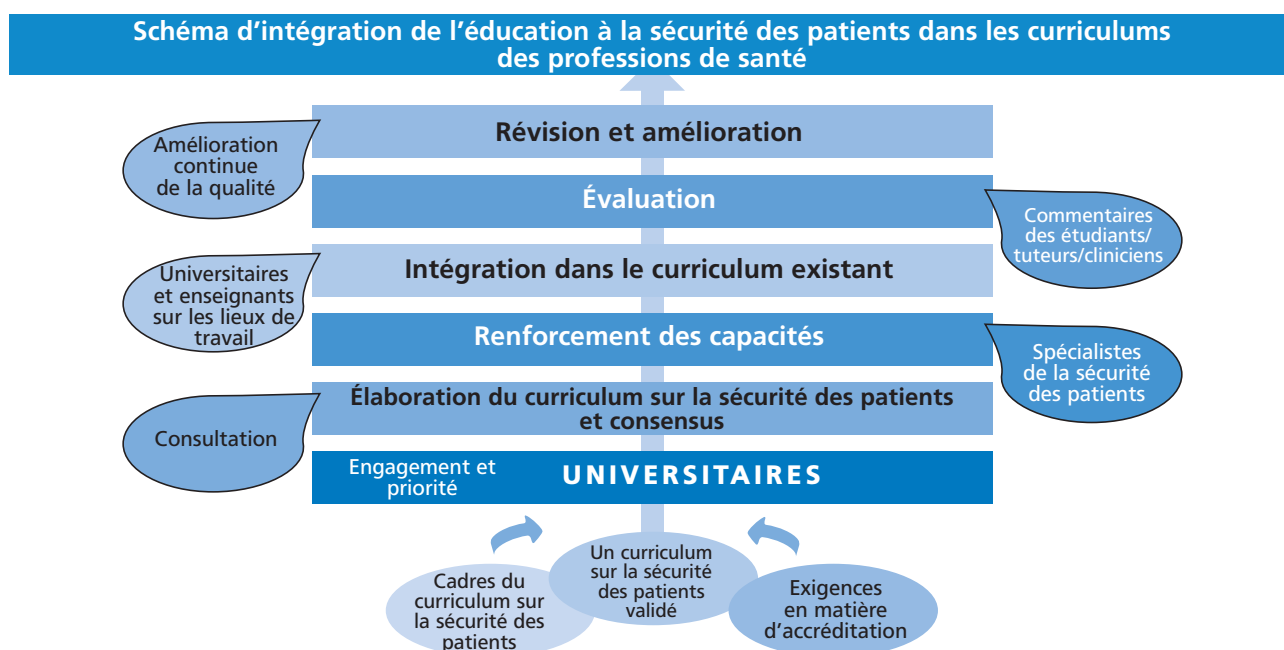 Schéma d’intégration de l’éducation à la sécurité des patients dans les curriculums
des professions de santé
Révision et amélioration
Amélioration
continue
de la qualité
Évaluation
Commentaires
des étudiants/
tuteurs/cliniciens
Intégration dans le curriculum existant
Universitaires
et enseignants
sur les lieux de
travail
Renforcement des capacités
Spécialistes
de la sécurité
des patients
Élaboration du curriculum sur la sécurité des patients
et consensus
Consultation
Engagement et
priorité
UNIVERSITAIRES
Cadres du
curriculum sur
la sécurité des
patients
Un curriculum
sur la sécurité
des patients
validé
Exigences
en matière
d’accréditation